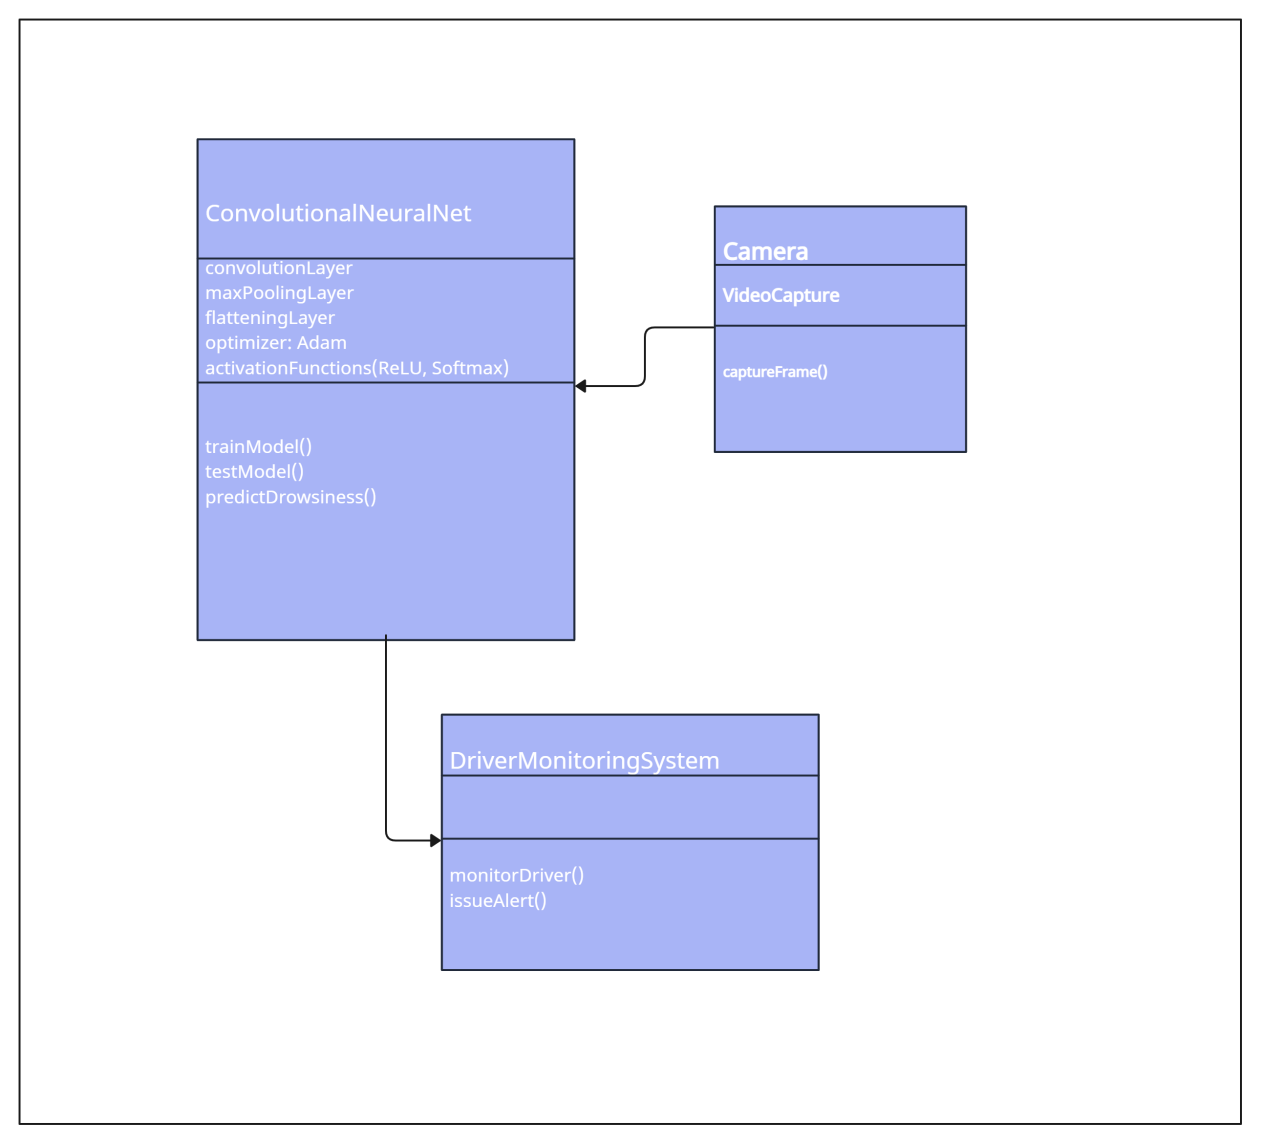 ConvolutionalNeuralNet
convolutionLayer
maxPoolingLayer
flatteningLayer
optimizer: Adam
activationFunctions(ReLU, Softmax)
trainModel()
testModel()
predictDrowsiness()
Camera
VideoCapture
captureFrame()
DriverMonitoringSystem
monitorDriver()
issueAlert()